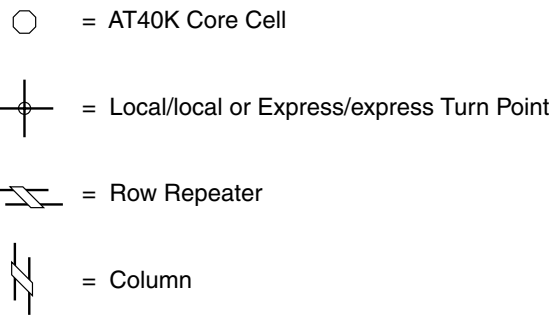 = AT40K Core Cell
= Local/local or Express/express Turn Point
= Row Repeater
= Column